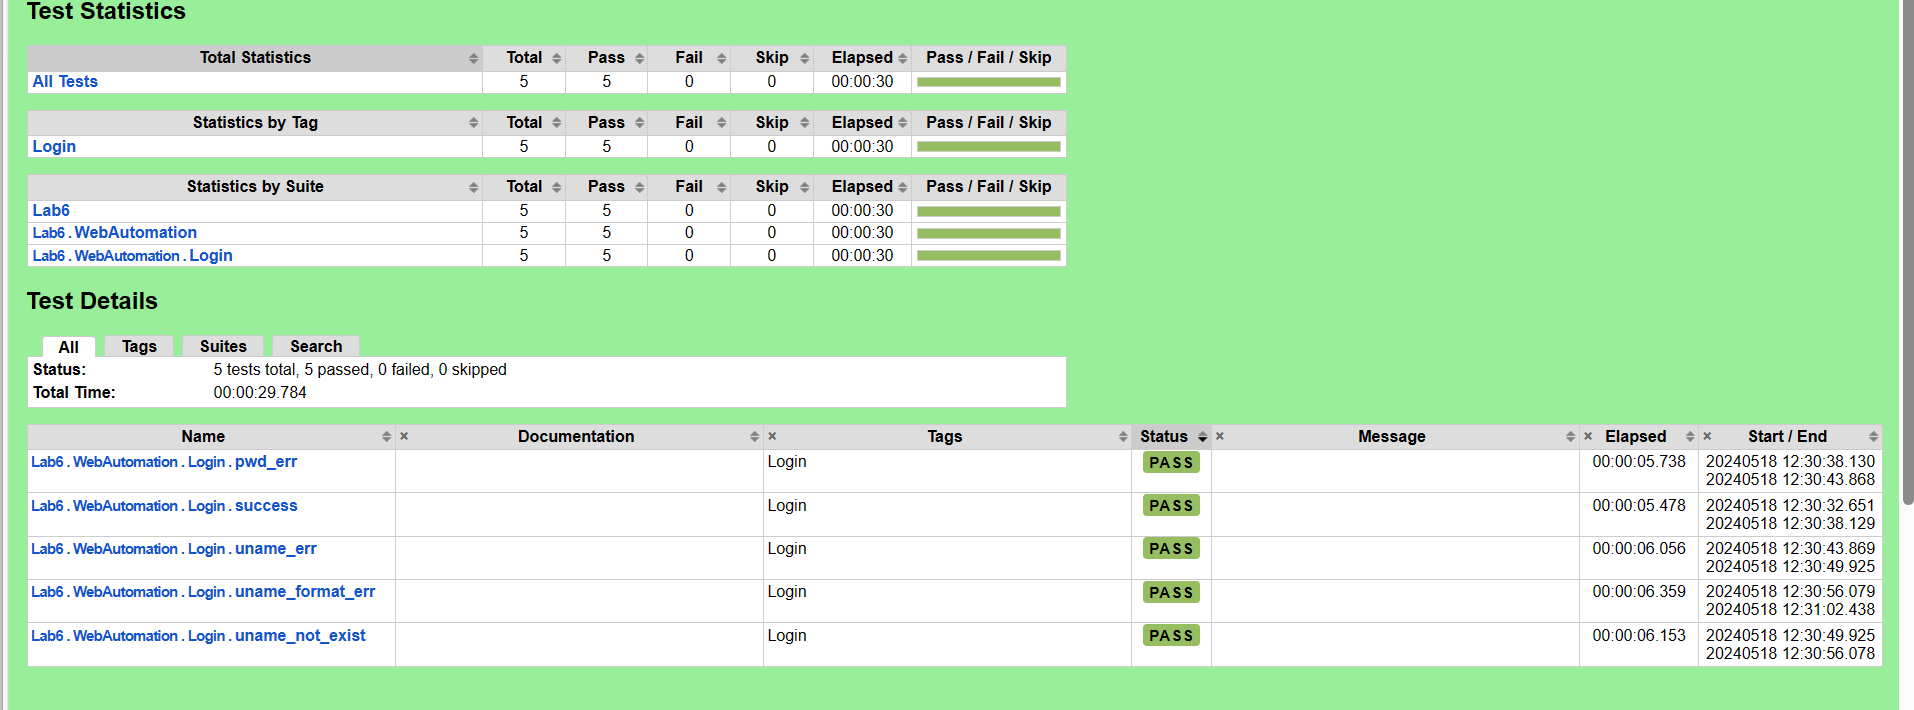 Test Statistics
Total Statistics Total Pass Fail Skip Elapsed Pass / Fail / Skip
All Tests 5 5 0 0 00:00:30
Statistics by Tag Total Pass Fail Skip Elapsed Pass / Fail / Skip
Login 5 5 0 0 00:00:30
Statistics by Suite Total Pass Fail Skip Elapsed Pass / Fail / Skip
Lab6 5 5 0 0 00:00:30
Lab6 . WebAutomation 5 5 0 0 00:00:30
Lab6 . WebAutomation . Login 5 5 0 0 00:00:30
Test Details
All Tags Suites Search
Status: 5 tests total, 5 passed, 0 failed, 0 skipped
Total Time: 00:00:29.784
Name × Documentation × Tags Status × Message × Elapsed × Start / End
Lab6 . WebAutomation . Login . pwd_err Login PASS 00:00:05.738 20240518 12:30:38.130
20240518 12:30:43.868
Lab6 . WebAutomation . Login . success Login PASS 00:00:05.478 20240518 12:30:32.651
20240518 12:30:38.129
Lab6 . WebAutomation . Login . uname_err Login PASS 00:00:06.056 20240518 12:30:43.869
20240518 12:30:49.925
Lab6 . WebAutomation . Login . uname_format_err Login PASS 00:00:06.359 20240518 12:30:56.079
20240518 12:31:02.438
Lab6 . WebAutomation . Login . uname_not_exist Login PASS 00:00:06.153 20240518 12:30:49.925
20240518 12:30:56.078